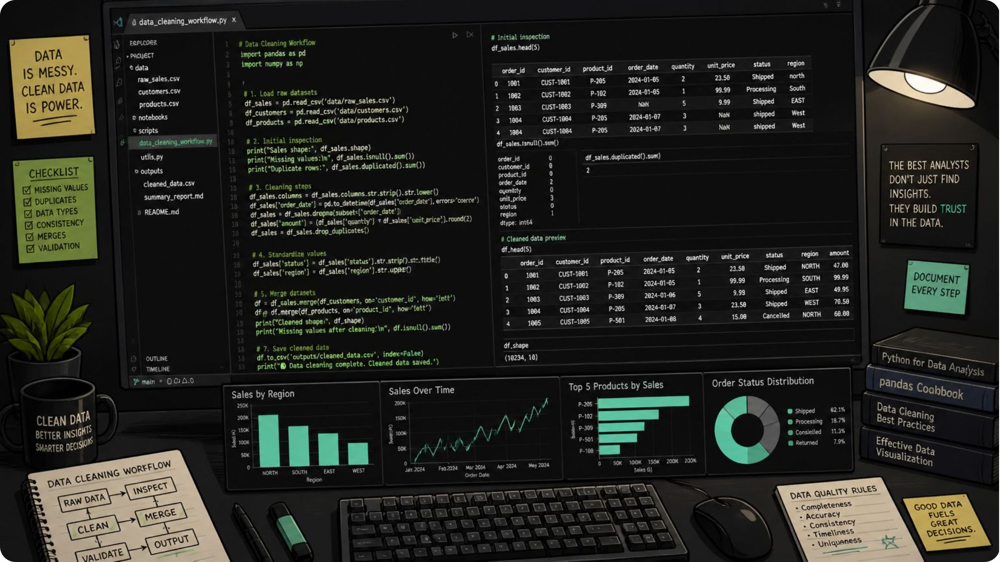 data_cleaning_workflow.py X
DATA
IS MESSY.
CLEAN DATA
IS POWER.
CHECKLIST
MISSING VALUES
DUPLICATES
DATA TYPES
CONSISTENCY
MERGES
VALIDATION
PROJECT
data
raw_sales.csv
customers.csv
products.csv
notebooks
scripts
data_cleaning_workflow.py
utils.py
outputs
cleaned_data.csv
summary_report.md
README.md
OUTLINE
TIMELINE
main
# Data Cleaning Workflow
import pandas as pd
import numpy as np
# 1. Load raw datasets
df_sales = pd.read_csv('data/raw_sales.csv')
df_customers = pd.read_csv('data/customers.csv')
df_products = pd.read_csv('data/products.csv')
# 2. Initial inspection
print("Sales shape:", df_sales.shape)
print("Missing values:\n", df_sales.isnull().sum())
print("Duplicate rows:", df_sales.duplicated().sum())
# 3. Cleaning steps
df_sales.columns = df_sales.columns.str.strip().str.lower()
df_sales['order_date'] = pd.to_datetime(df_sales['order_date'], errors='coerce')
df_sales = df_sales.dropma(subset=['order_date'])
df_sales['amount'] = (df_sales['quantly'] * df_sales['unit_price']).round(2)
df_sales = df_sales.drop_duplicates()
# 4. Standardize values
df_sales['status'] = df_sales['status'].str.strip().str.title()
df_sales['region'] = df_sales['region'].str.upper()
# 5. Merge datasets
df = df_sales.merge(df_customers, on='customer_id', how='left')
df = df.merge(df_products, on='product_id', how='left')
print("Cleaned shape:", df_shape)
print("Missing values after cleaning:\n", df.isnull().sum())
# 7. Save cleaned data
df.to_csv('outputs/cleaned_data.csv', index=False)
print(" Data cleaning complete. Cleaned data saved.")
# Initial inspection
df_sales.head(5)
order_id customer_id product_id order_date quantity unit_price status region
0 1001 CUST-1001 P-205 2024-01-05 2 23.50 Shipped north
1 1002 CUST-1002 P-102 2024-01-05 1 99.99 Processing South
2 1003 CUST-1003 P-309 NaN 5 9.99 Shipped EAST
3 1004 CUST-1004 P-205 2024-01-07 3 NaN shipped West
4 1004 CUST-1004 P-205 2024-01-07 3 NaN shipped West
df_sales.isnull().sum()
order_id 0
customer_id 0
product_id 0
order_date 2
quantity 0
unit_price 3
ototus 0
region 1
dtype: int64
df_sales.duplicated().sum)
2
# Cleaned data preview
df.head(5)
order_id customer_id product_id order_date quantity unit_price status region amount
0 1001 CUST-1001 P-205 2024-01-05 2 23.50 Shipped NORTH 47.00
1 1002 CUST-1002 P-102 2024-01-05 1 99.99 Processing SOUTH 99.99
2 1003 CUST-1003 P-309 2024-01-06 5 9.99 Shipped EAST 49.95
3 1004 CUST-1004 P-205 2024-01-07 3 23.50 Shipped WEST 70.50
4 1005 CUST-1005 P-501 2024-01-08 4 15.00 Cancelled NORTH 60.00
df.shape
(10234, 10)
THE BEST ANALYSTS
DON'T JUST FIND
INSIGHTS.
THEY BUILD TRUST
IN THE DATA.
DOCUMENT
EVERY STEP
Python for Data Analysis
pandas Coabbook
Data Cleaning
Best Practices
Effective Data
Visualization
Sales by Region
250K
200K
150K
100K
50K
0
NORTH SOUTH EAST WEST
Region
Sales Over Time
200K
150K
100K
50K
0
Mar 2014 Apr 2024 May 2024
Order Date
Top 5 Products by Sales
P-205
P-102
P-309
P-501
P-108
0 50K 100K 150K 200K 200K
Order Status Distribution
Shipped 62.1%
Processing 18.7%
11.3%
Returned 7.9%
CLEAN DATA
BETTER INSIGHTS
SMARTER DECISIONS
DATA CLEANING WORKFLOW
RAW DATA
INSPECT
CLEAN
MERGE
VALIDATE
OUTPUT
DATA QUALITY RULES
• Completeness
• Accuracy
• Consistency
• Timeliness
• Uniqueness
GOOD DATA
FUELS
GREAT
DECISIONS.